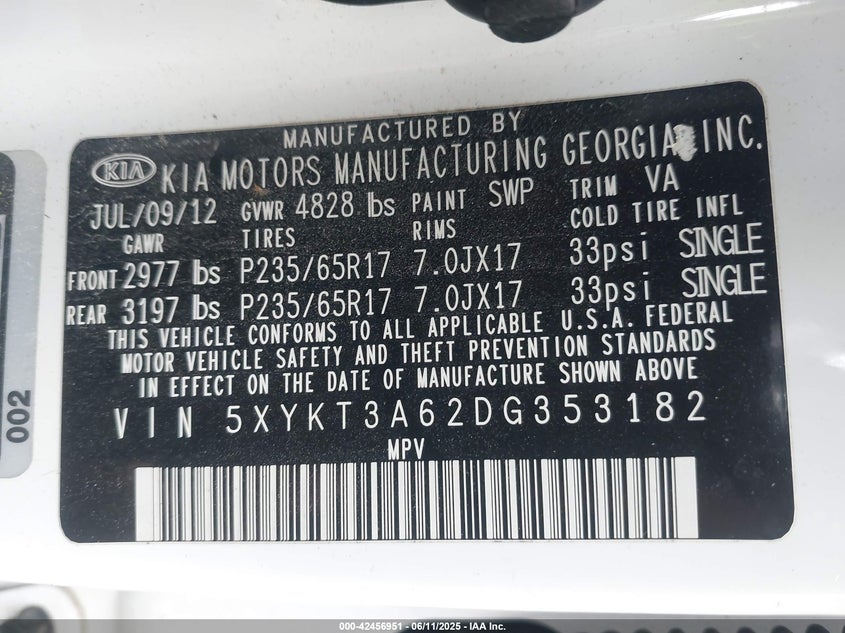 MANUFACTURED BY
KIA KIA MOTORS MANUFACTURING GEORGIA INC.
JUL/09/12 GVWR 4828 lbs PAINT SWP TRIM VA
GAWR TIRES RIMS COLD TIRE INFL
FRONT 2977 lbs P235/65R17 7.0JX17 33psi SINGLE
REAR 3197 lbs P235/65R17 7.0JX17 33psi SINGLE
THIS VEHICLE CONFORMS TO ALL APPLICABLE U.S.A. FEDERAL
MOTOR VEHICLE SAFETY AND THEFT PREVENTION STANDARDS
IN EFFECT ON THE DATE OF MANUFACTURE SHOWN ABOVE
VIN 5XYKT3A62DG353182
MPV
002
000-42456951 - 06/11/2025 - IAA Inc.